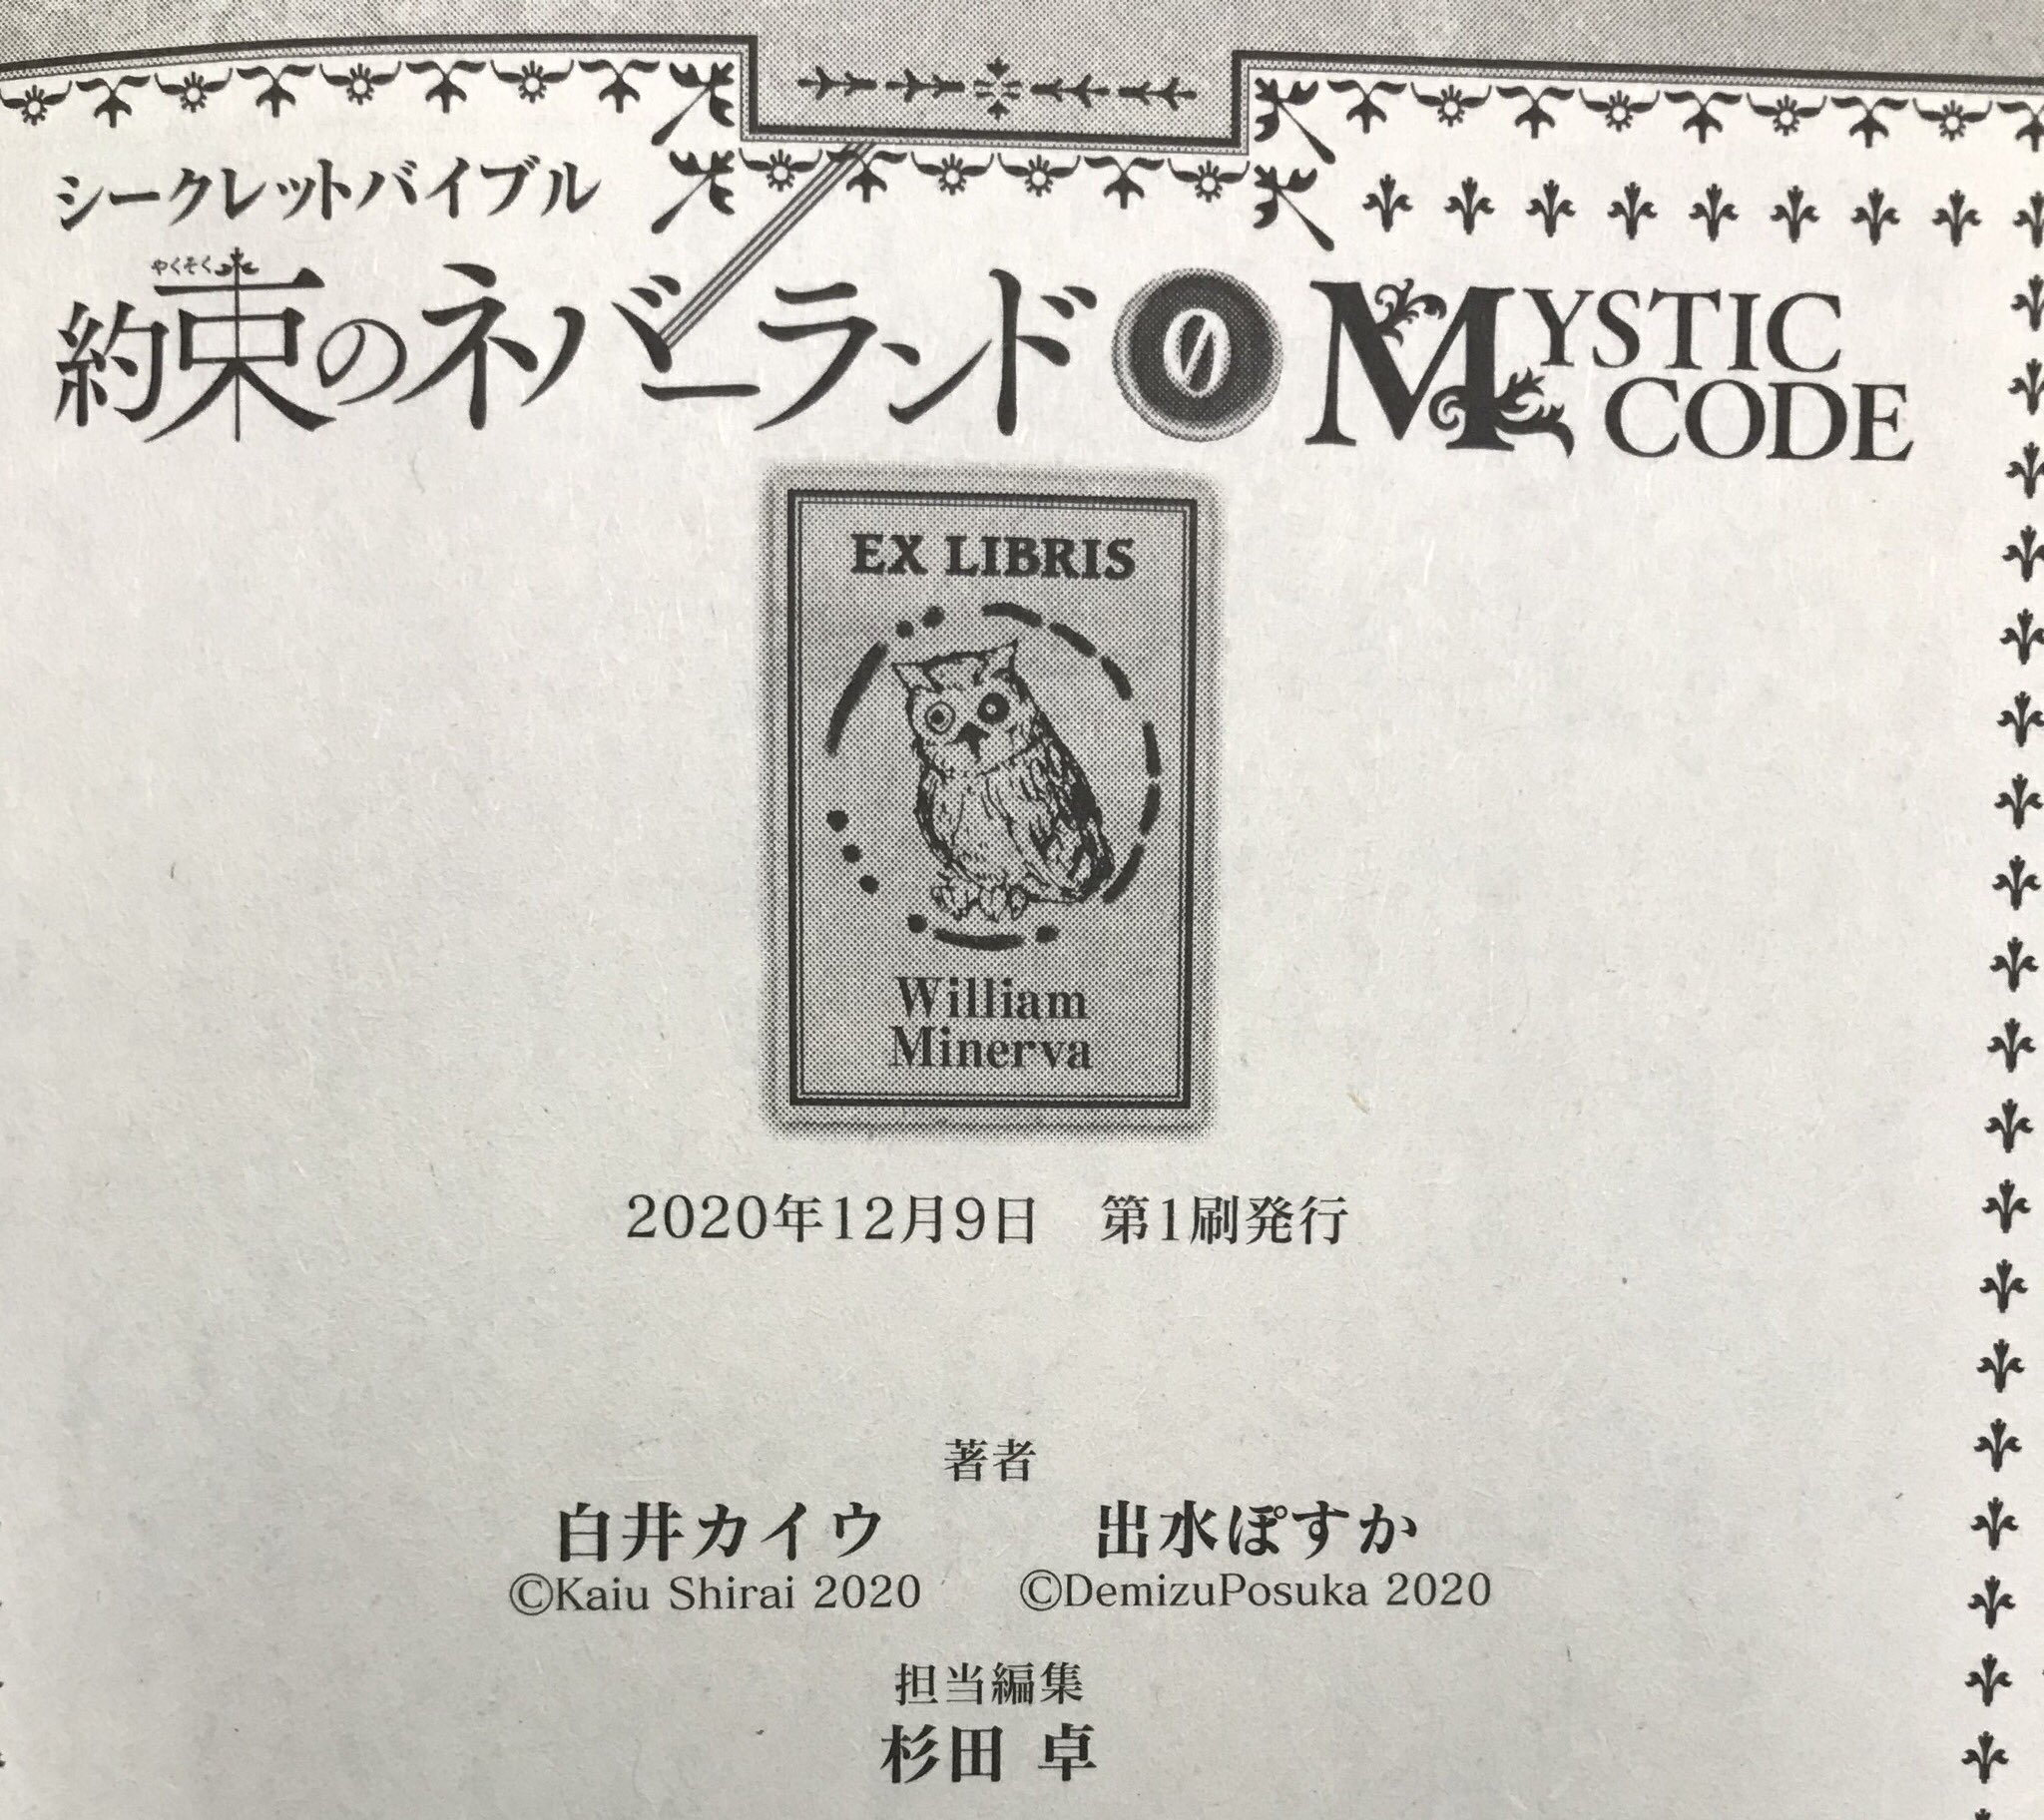 シークレットバイブル
やくそく
約束のネバーランド 0 MYSTIC CODE
EX LIBRIS
William
Minerva
2020年12月9日 第1刷発行
著者
白井カイウ 出水ぽすか
©Kaiu Shirai 2020 ©DemizuPosuka 2020
担当編集
杉田 卓